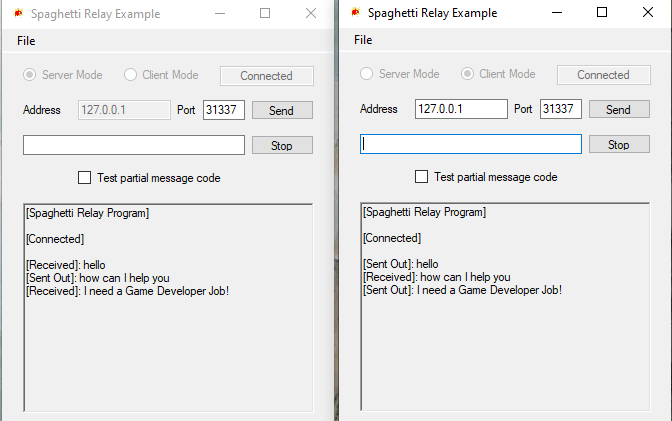 Spaghetti Relay Example
File
Server Mode Client Mode Connected
Address 127.0.0.1 Port 31337 Send
Stop
Test partial message code
[Spaghetti Relay Program]
[Connected]
[Received]: hello
[Sent Out]: how can I help you
[Received]: I need a Game Developer Job!
Spaghetti Relay Example
File
Server Mode Client Mode Connected
Address 127.0.0.1 Port 31337 Send
Stop
Test partial message code
[Spaghetti Relay Program]
[Connected]
[Sent Out]: hello
[Received]: how can I help you
[Sent Out]: I need a Game Developer Job!